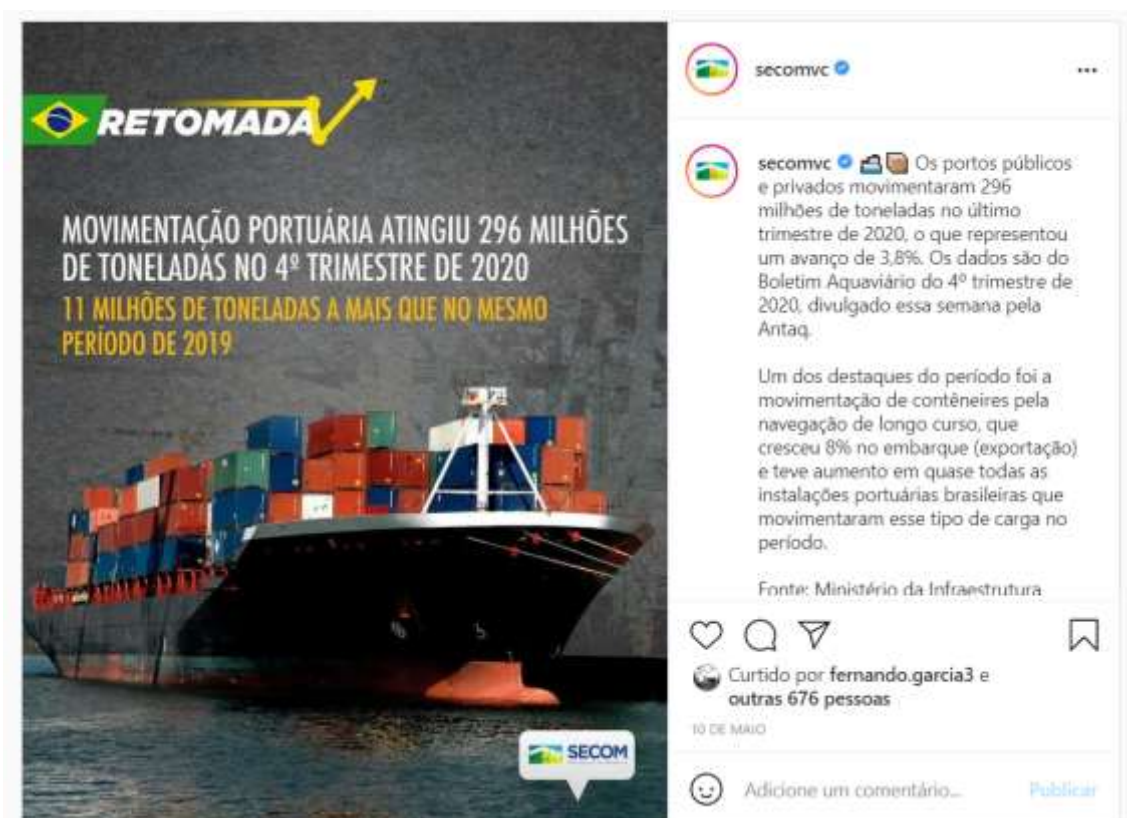 RETOMADA
MOVIMENTAÇÃO PORTUÁRIA ATINGIU 296 MILHÕES
DE TONELADAS NO 4º TRIMESTRE DE 2020
11 MILHÕES DE TONELADAS A MAIS QUE NO MESMO
PERÍODO DE 2019
SECOM
secomvc
secomvc Os portos públicos
e privados movimentaram 296
milhões de toneladas no último
trimestre de 2020, o que representou
um avanço de 3,8%. Os dados são do
Boletim Aquaviário do 4º trimestre de
2020, divulgado essa semana pela
Antaq.
Um dos destaques do período foi a
movimentação de contêineres pela
navegação de longo curso, que
cresceu 8% no embarque (exportação)
e teve aumento em quase todas as
instalações portuárias brasileiras que
movimentaram esse tipo de carga no
período.
Fonte: Ministério da Infraestrutura
Curtido por fernando.garcia3 e
outras 676 pessoas
10 DE MAIO
Adicione um comentário...
Publicar